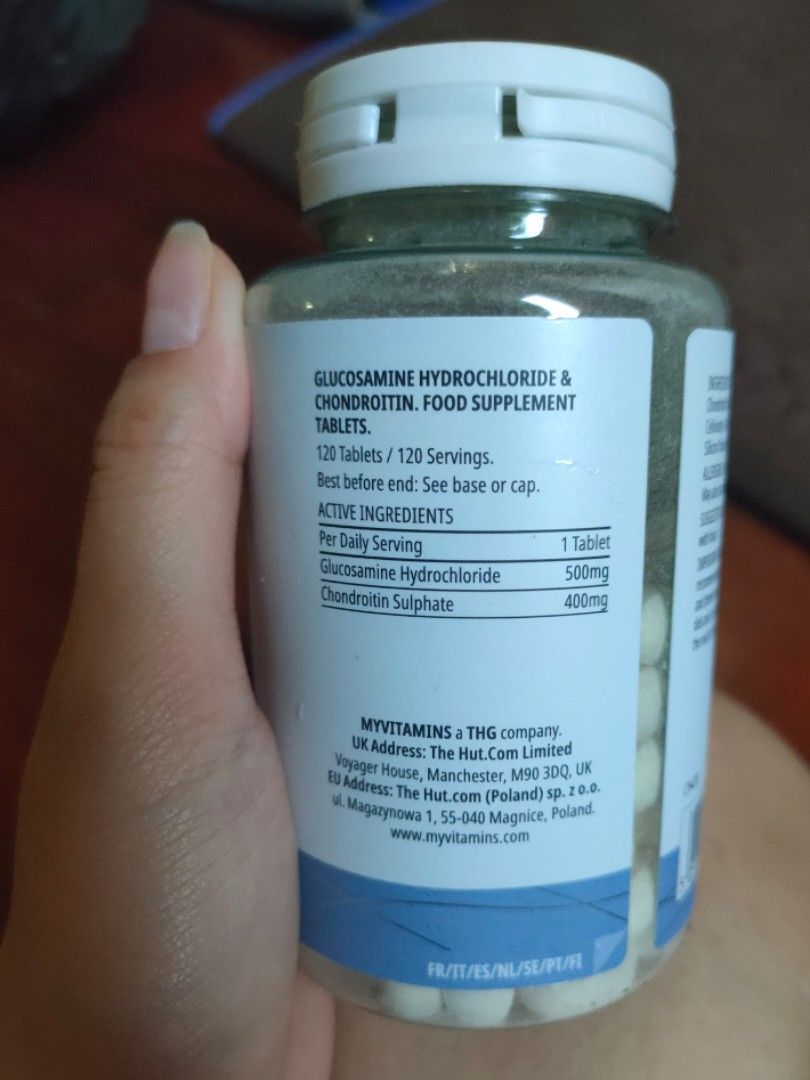 GLUCOSAMINE HYDROCHLORIDE &
CHONDROITIN. FOOD SUPPLEMENT
TABLETS.
120 Tablets / 120 Servings.
Best before end: See base or cap.
ACTIVE INGREDIENTS
Per Daily Serving 1 Tablet
Glucosamine Hydrochloride 500mg
Chondroitin Sulphate 400mg
MYVITAMINS a THG company.
UK Address: The Hut.Com Limited
Voyager House, Manchester, M90 3DQ, UK
EU Address: The Hut.com (Poland) sp. z o.o.
ul. Magazynowa 1, 55-040 Magnice, Poland.
www.myvitamins.com
FR/IT/ES/NL/SE/PT/FI